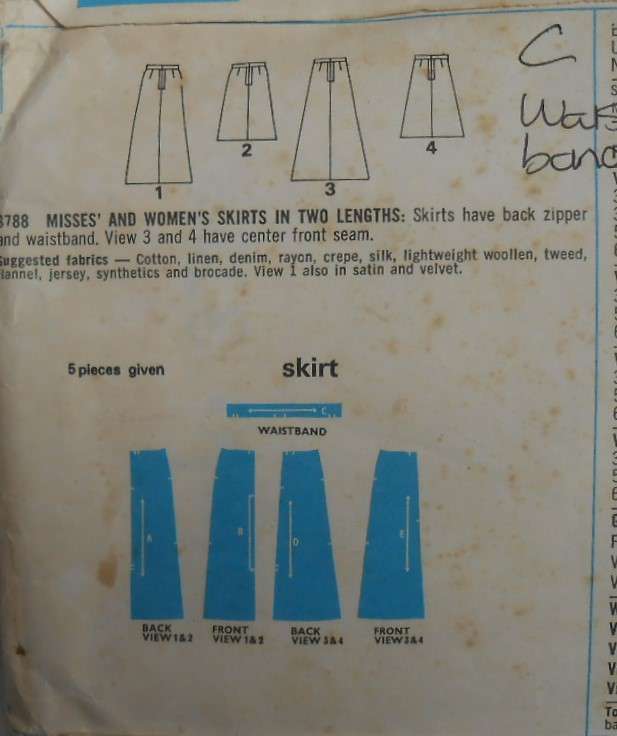 C
Waist
band
1
2
3
4
8788 MISSES' AND WOMEN'S SKIRTS IN TWO LENGTHS: Skirts have back zipper
and waistband. View 3 and 4 have center front seam.
Suggested fabrics — Cotton, linen, denim, rayon, crepe, silk, lightweight woollen, tweed,
flannel, jersey, synthetics and brocade. View 1 also in satin and velvet.
5 pieces given
skirt
C
WAISTBAND
A
B
D
E
BACK
VIEW 1&2
FRONT
VIEW 1&2
BACK
VIEW 3&4
FRONT
VIEW 3&4